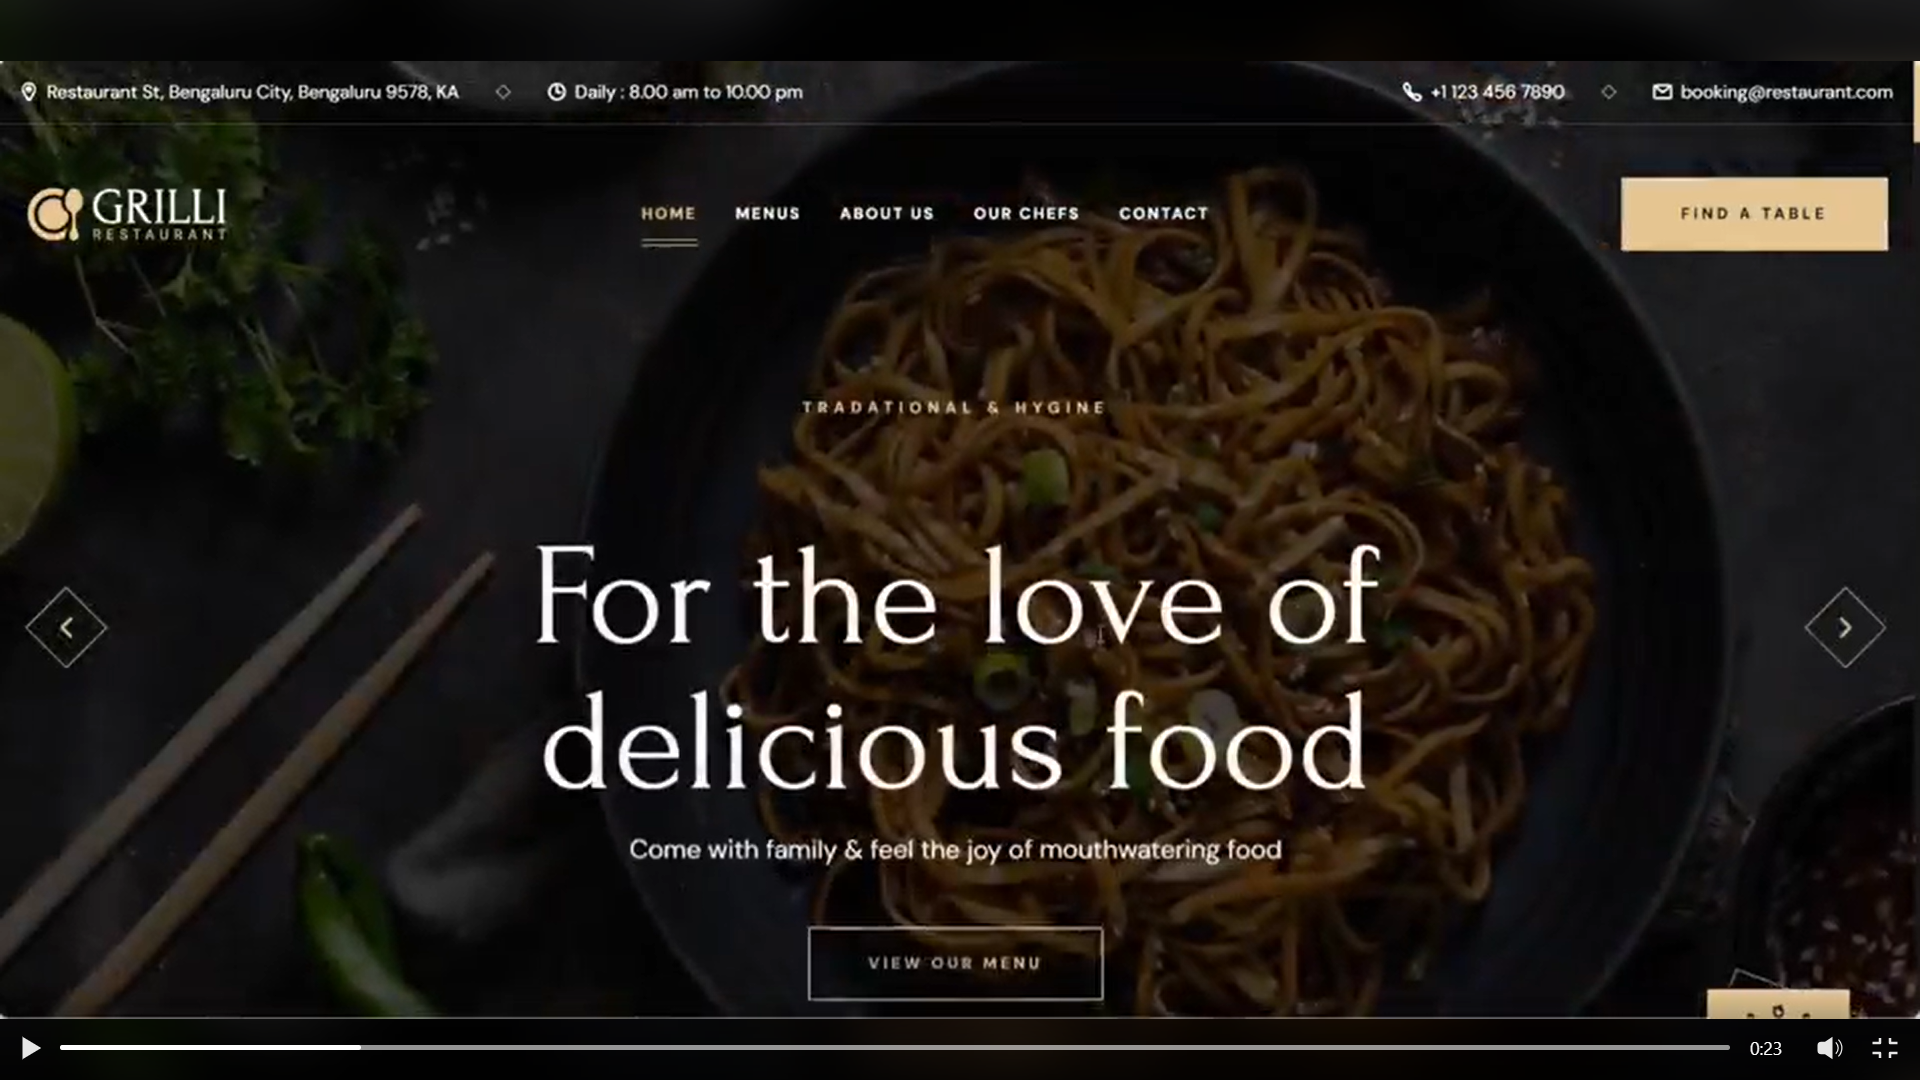 Restaurant St, Bengaluru City, Bengaluru 9578, KA
Daily : 8.00 am to 10.00 pm
+1 123 456 7890
booking@restaurant.com
GRILLI
RESTAURANT
HOME
MENUS
ABOUT US
OUR CHEFS
CONTACT
FIND A TABLE
TRADATIONAL & HYGINE
For the love of
delicious food
Come with family & feel the joy of mouthwatering food
VIEW OUR MENU
0:23